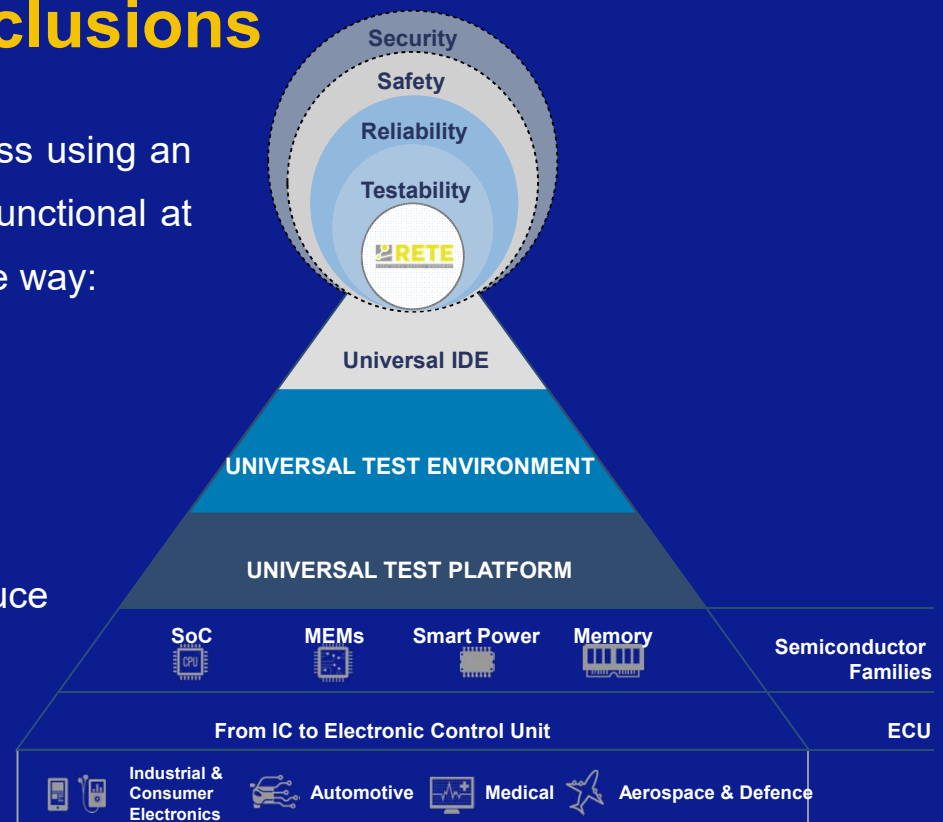 clusions
ss using an
unctional at
e way:
uce
Security
Safety
Reliability
Testability
RETE
Universal IDE
UNIVERSAL TEST ENVIRONMENT
UNIVERSAL TEST PLATFORM
SoC MEMs Smart Power Memory
CPU
Semiconductor
Families
From IC to Electronic Control Unit ECU
Industrial &
Consumer
Electronics
Automotive Medical Aerospace & Defence